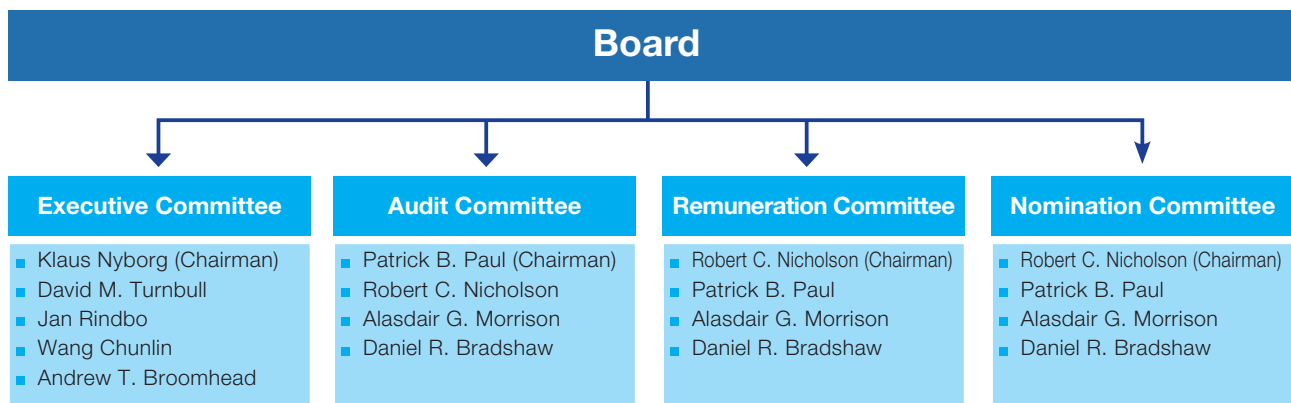 Board
Executive Committee
Klaus Nyborg (Chairman)
David M. Turnbull
Jan Rindbo
Wang Chunlin
Andrew T. Broomhead
Audit Committee
Patrick B. Paul (Chairman)
Robert C. Nicholson
Alasdair G. Morrison
Daniel R. Bradshaw
Remuneration Committee
Robert C. Nicholson (Chairman)
Patrick B. Paul
Alasdair G. Morrison
Daniel R. Bradshaw
Nomination Committee
Robert C. Nicholson (Chairman)
Patrick B. Paul
Alasdair G. Morrison
Daniel R. Bradshaw